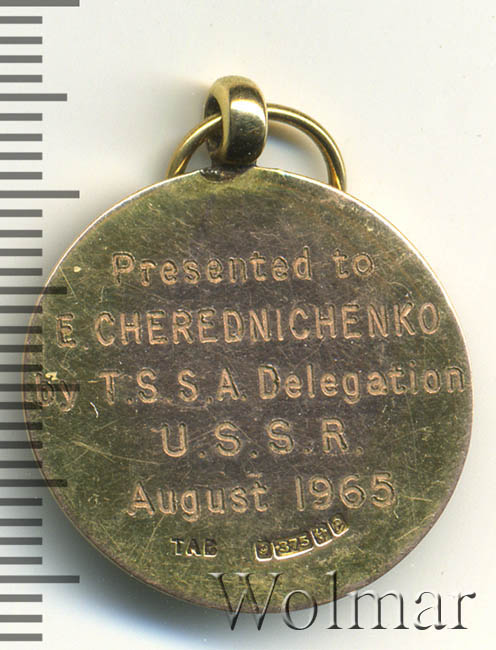 Presented to
E CHEREDNICHENKO
by T.S.S.A. Delegation
U.S.S.R.
August 1965
TAB 375
Wolmar